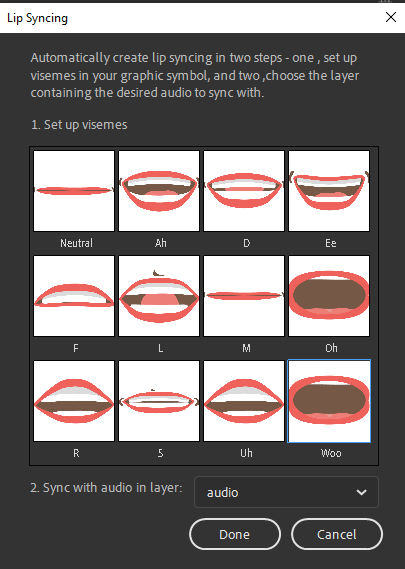 Lip Syncing
Automatically create lip syncing in two steps - one , set up
visemes in your graphic symbol, and two ,choose the layer
containing the desired audio to sync with.
1. Set up visemes
Neutral Ah D Ee
F L M Oh
R S Uh Woo
2. Sync with audio in layer: audio
Done Cancel